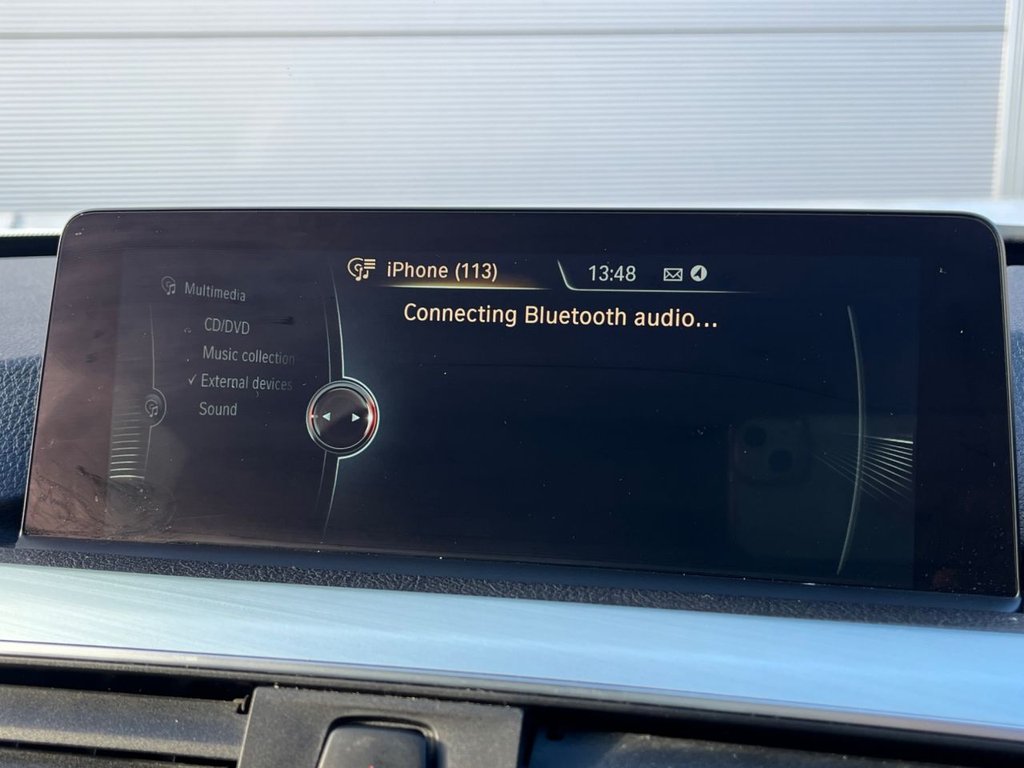 iPhone (113)
13:48
Connecting Bluetooth audio...
Multimedia
CD/DVD
Music collection
✓ External devices
Sound